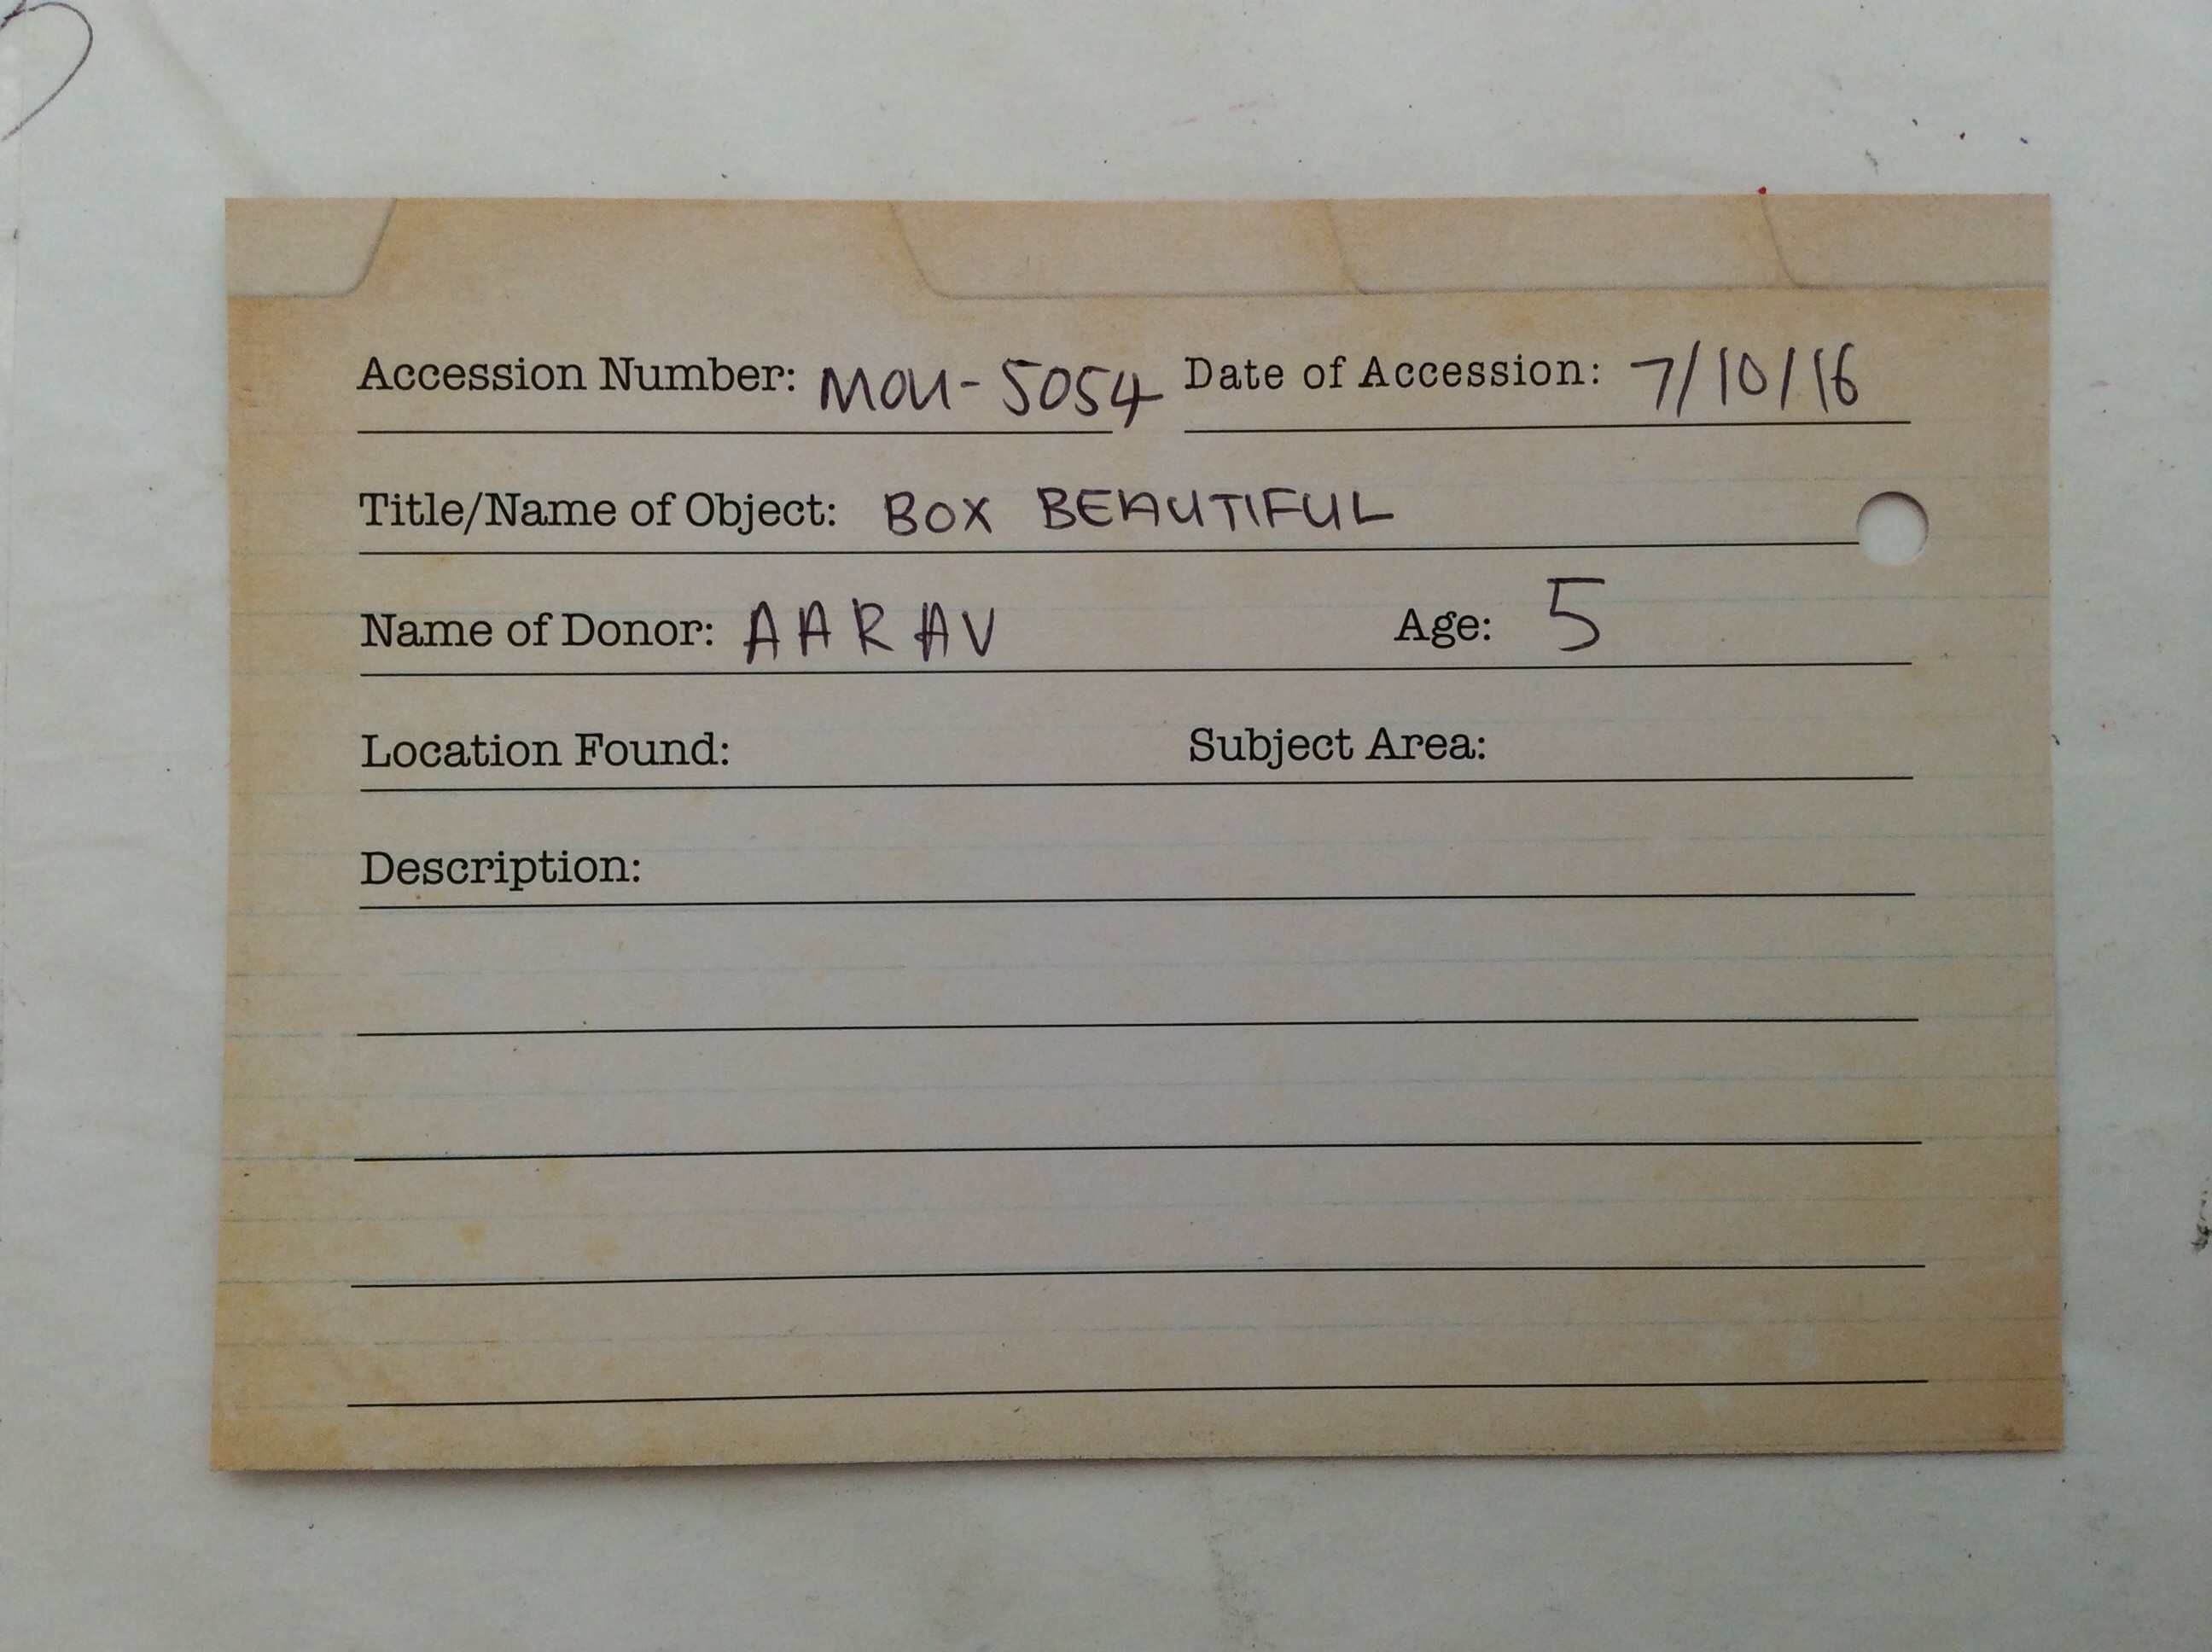 Accession Number: MOU-5054 Date of Accession: 7/10/16
Title/Name of Object: BOX BEAUTIFUL
Name of Donor: AARAV Age: 5
Location Found: Subject Area:
Description: